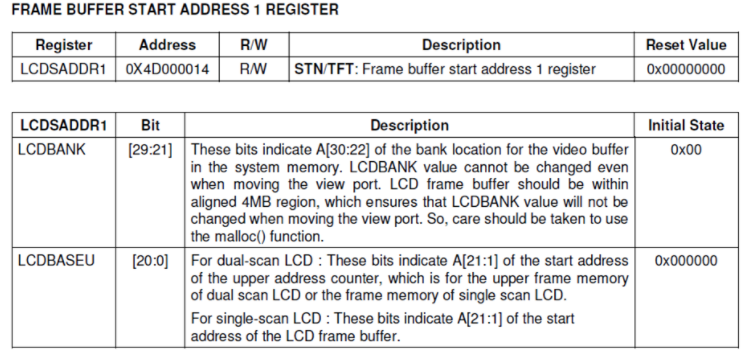 FRAME BUFFER START ADDRESS 1 REGISTER
Register Address R/W Description Reset Value
LCDSADDR1 0X4D000014 R/W STN/TFT: Frame buffer start address 1 register 0x00000000
LCDSADDR1 Bit Description Initial State
LCDBANK [29:21] These bits indicate A[30:22] of the bank location for the video buffer 0x00
in the system memory. LCDBANK value cannot be changed even
when moving the view port. LCD frame buffer should be within
aligned 4MB region, which ensures that LCDBANK value will not be
changed when moving the view port. So, care should be taken to use
the malloc() function.
LCDBASEU [20:0] For dual-scan LCD : These bits indicate A[21:1] of the start address 0x000000
of the upper address counter, which is for the upper frame memory
of dual scan LCD or the frame memory of single scan LCD.
For single-scan LCD : These bits indicate A[21:1] of the start
address of the LCD frame buffer.